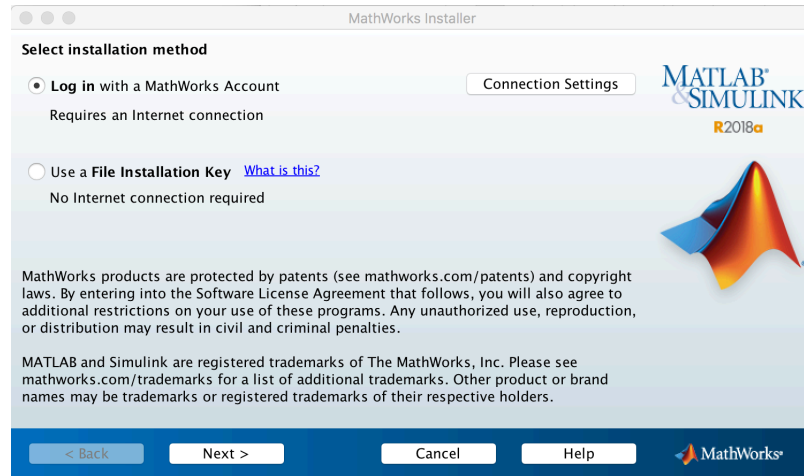 MathWorks Installer
Select installation method
Log in with a MathWorks Account
Connection Settings
Requires an Internet connection
MATLAB®
&SIMULINK
R2018a
Use a File Installation Key What is this?
No Internet connection required
MathWorks products are protected by patents (see mathworks.com/patents) and copyright
laws. By entering into the Software License Agreement that follows, you will also agree to
additional restrictions on your use of these programs. Any unauthorized use, reproduction,
or distribution may result in civil and criminal penalties.
MATLAB and Simulink are registered trademarks of The MathWorks, Inc. Please see
mathworks.com/trademarks for a list of additional trademarks. Other product or brand
names may be trademarks or registered trademarks of their respective holders.
< Back
Next >
Cancel
Help
MathWorks®